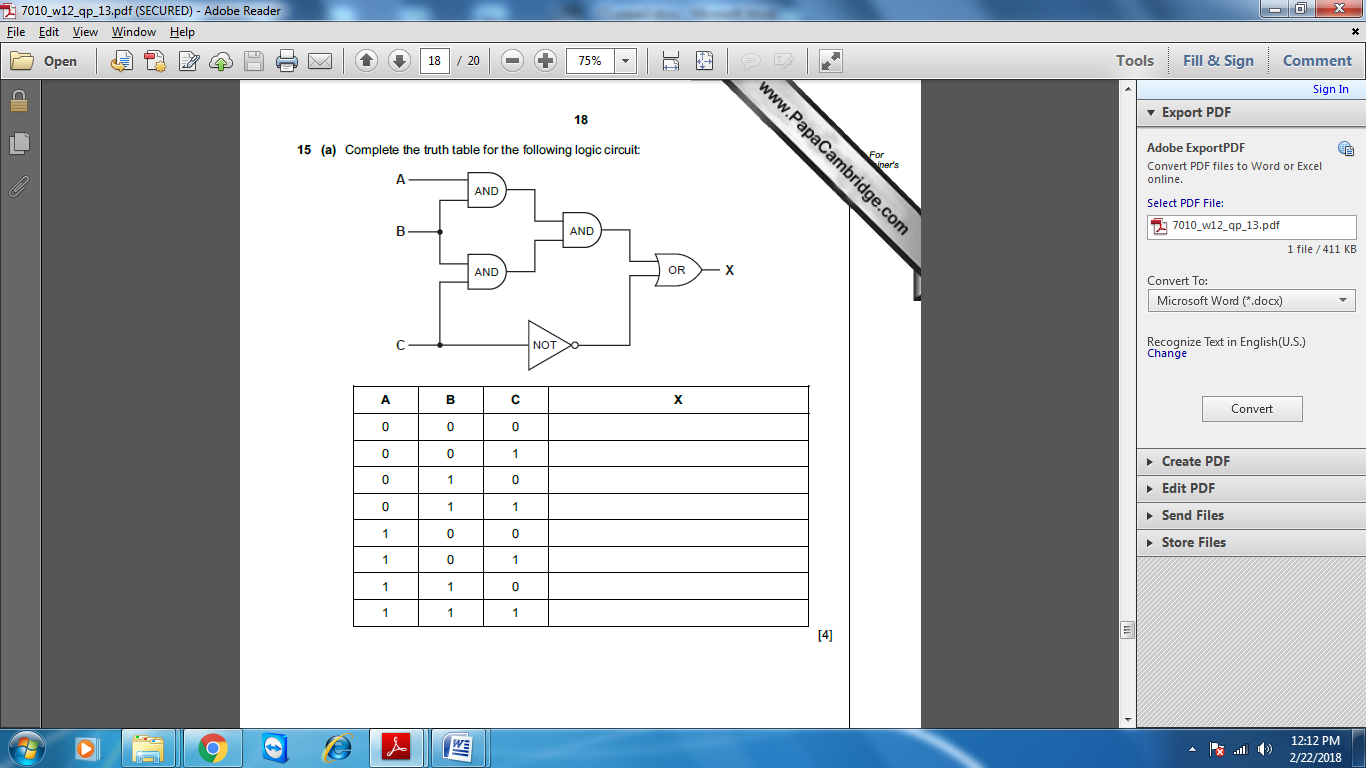 7010_w12_qp_13.pdf (SECURED) - Adobe Reader
File Edit View Window Help
Open 18 / 20 75% Tools Fill & Sign Comment
Sign In
18
www.PapaCambridge.com
For
iner's
15 (a) Complete the truth table for the following logic circuit:
A
AND
B
AND
AND
OR
X
C
NOT
A B C X
0 0 0
0 0 1
0 1 0
0 1 1
1 0 0
1 0 1
1 1 0
1 1 1
[4]
Export PDF
Adobe ExportPDF
Convert PDF files to Word or Excel
online.
Select PDF File:
7010_w12_qp_13.pdf
1 file / 411 KB
Convert To:
Microsoft Word (*.docx)
Recognize Text in English(U.S.)
Change
Convert
Create PDF
Edit PDF
Send Files
Store Files
12:12 PM
2/22/2018